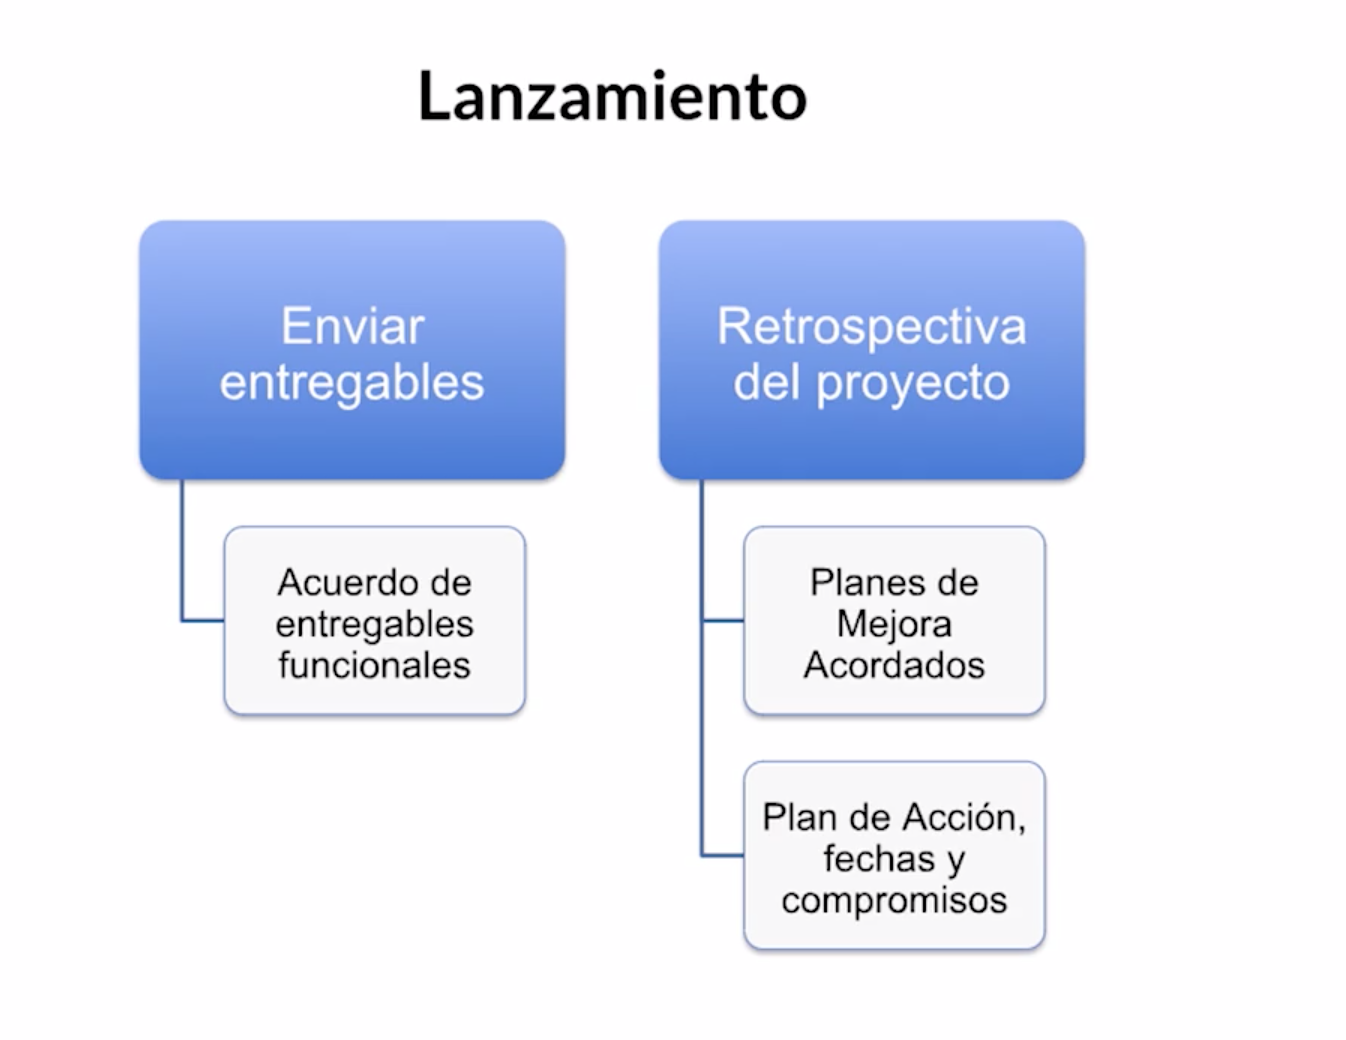 Lanzamiento
Enviar
entregables
Acuerdo de
entregables
funcionales
Retrospectiva
del proyecto
Planes de
Mejora
Acordados
Plan de Acción,
fechas y
compromisos